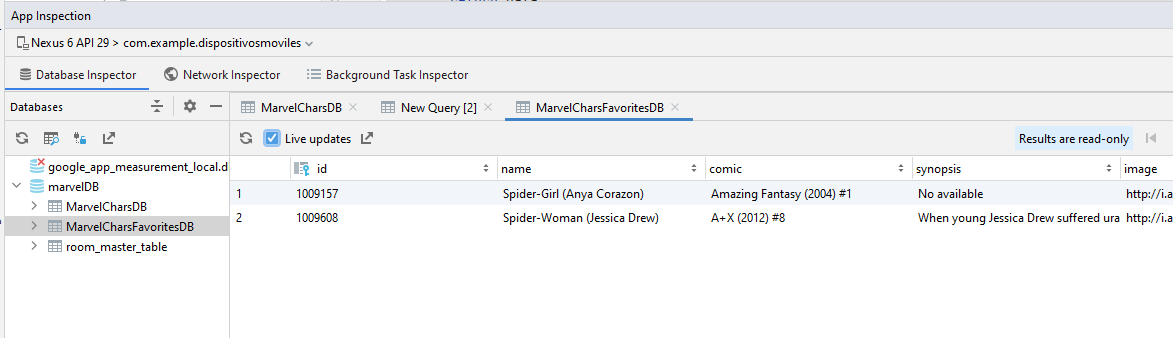 App Inspection
Nexus 6 API 29 > com.example.dispositivosmoviles
Database Inspector Network Inspector Background Task Inspector
Databases MarvelCharsDB New Query [2] MarvelCharsFavoritesDB
Live updates Results are read-only
google_app_measurement_local.d
marvelDB
MarvelCharsDB
MarvelCharsFavoritesDB
room_master_table
id name comic synopsis image
1 1009157 Spider-Girl (Anya Corazon) Amazing Fantasy (2004) #1 No available http://i.a
2 1009608 Spider-Woman (Jessica Drew) A+X (2012) #8 When young Jessica Drew suffered ura http://i.a